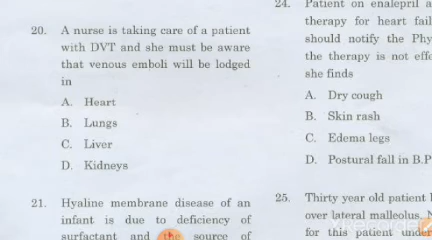 20. A nurse is taking care of a patient
with DVT and she must be aware
that venous emboli will be lodged
in
A. Heart
B. Lungs
C. Liver
D. Kidneys
21. Hyaline membrane disease of an
infant is due to deficiency of
surfactant and the source of
24. Patient on enalepril a
therapy for heart fail
should notify the Phy
the therapy is not effe
she finds
A. Dry cough
B. Skin rash
C. Edema legs
D. Postural fall in B.P
25. Thirty year old patient
over lateral malleolus.
for this patient under